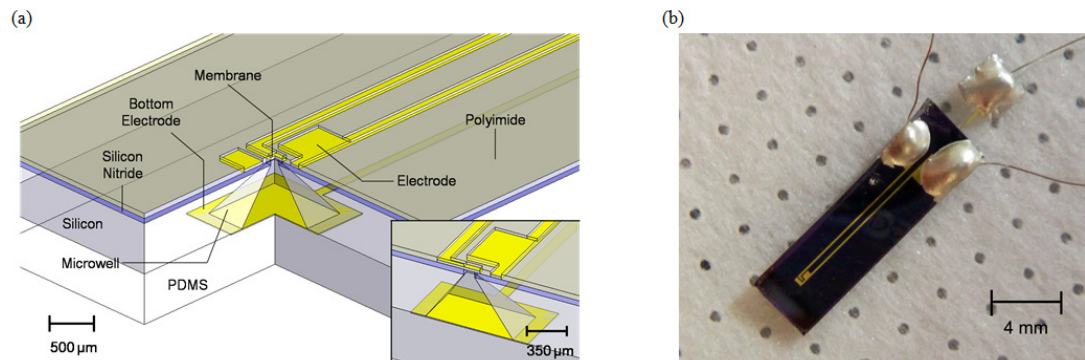 (a)
(b)
Membrane
Bottom
Electrode
Polyimide
Silicon
Nitride
Electrode
Silicon
Microwell
PDMS
500 µm
350 µm
4 mm